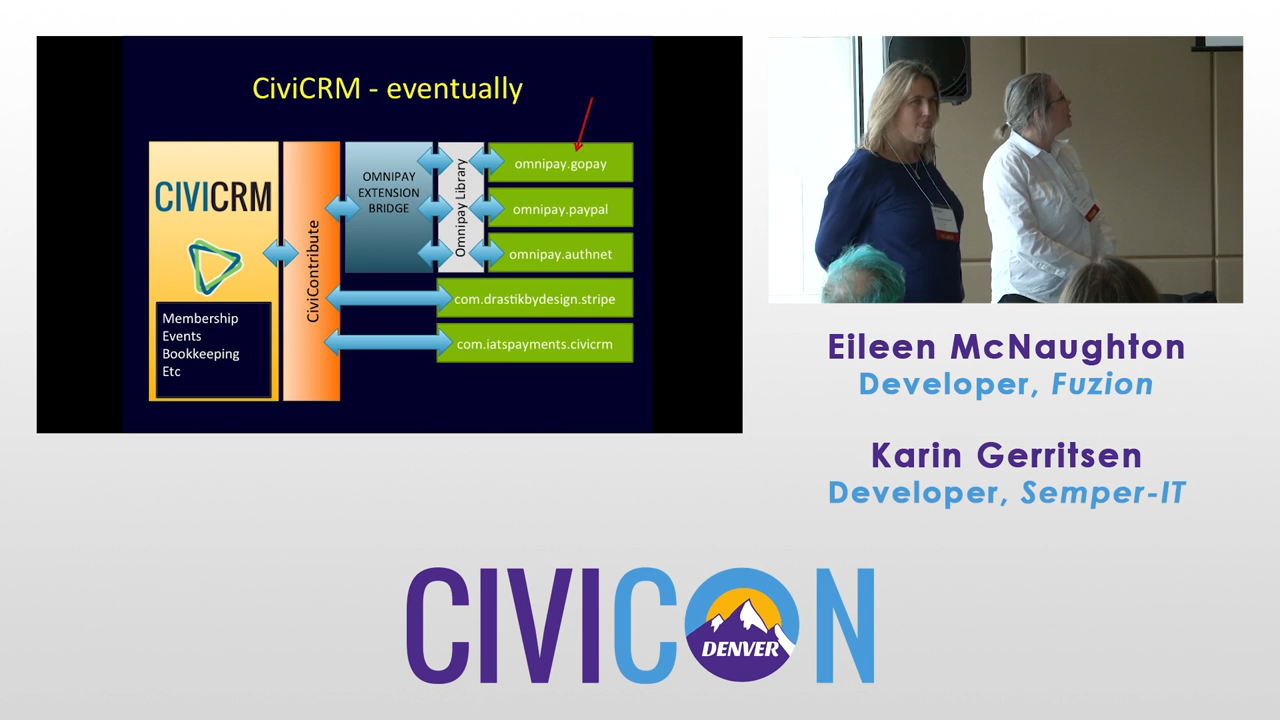 CiviCRM - eventually
CIVICRM
Membership
Events
Bookkeeping
Etc
CiviContribute
OMNIPAY
EXTENSION
BRIDGE
Omnipay Library
omnipay.gopay
omnipay.paypal
omnipay.authnet
com.drastikbydesign.stripe
com.iatspayments.civicrm
Eileen McNaughton
Developer, Fuzion
Karin Gerritsen
Developer, Semper-IT
CIVICON
DENVER